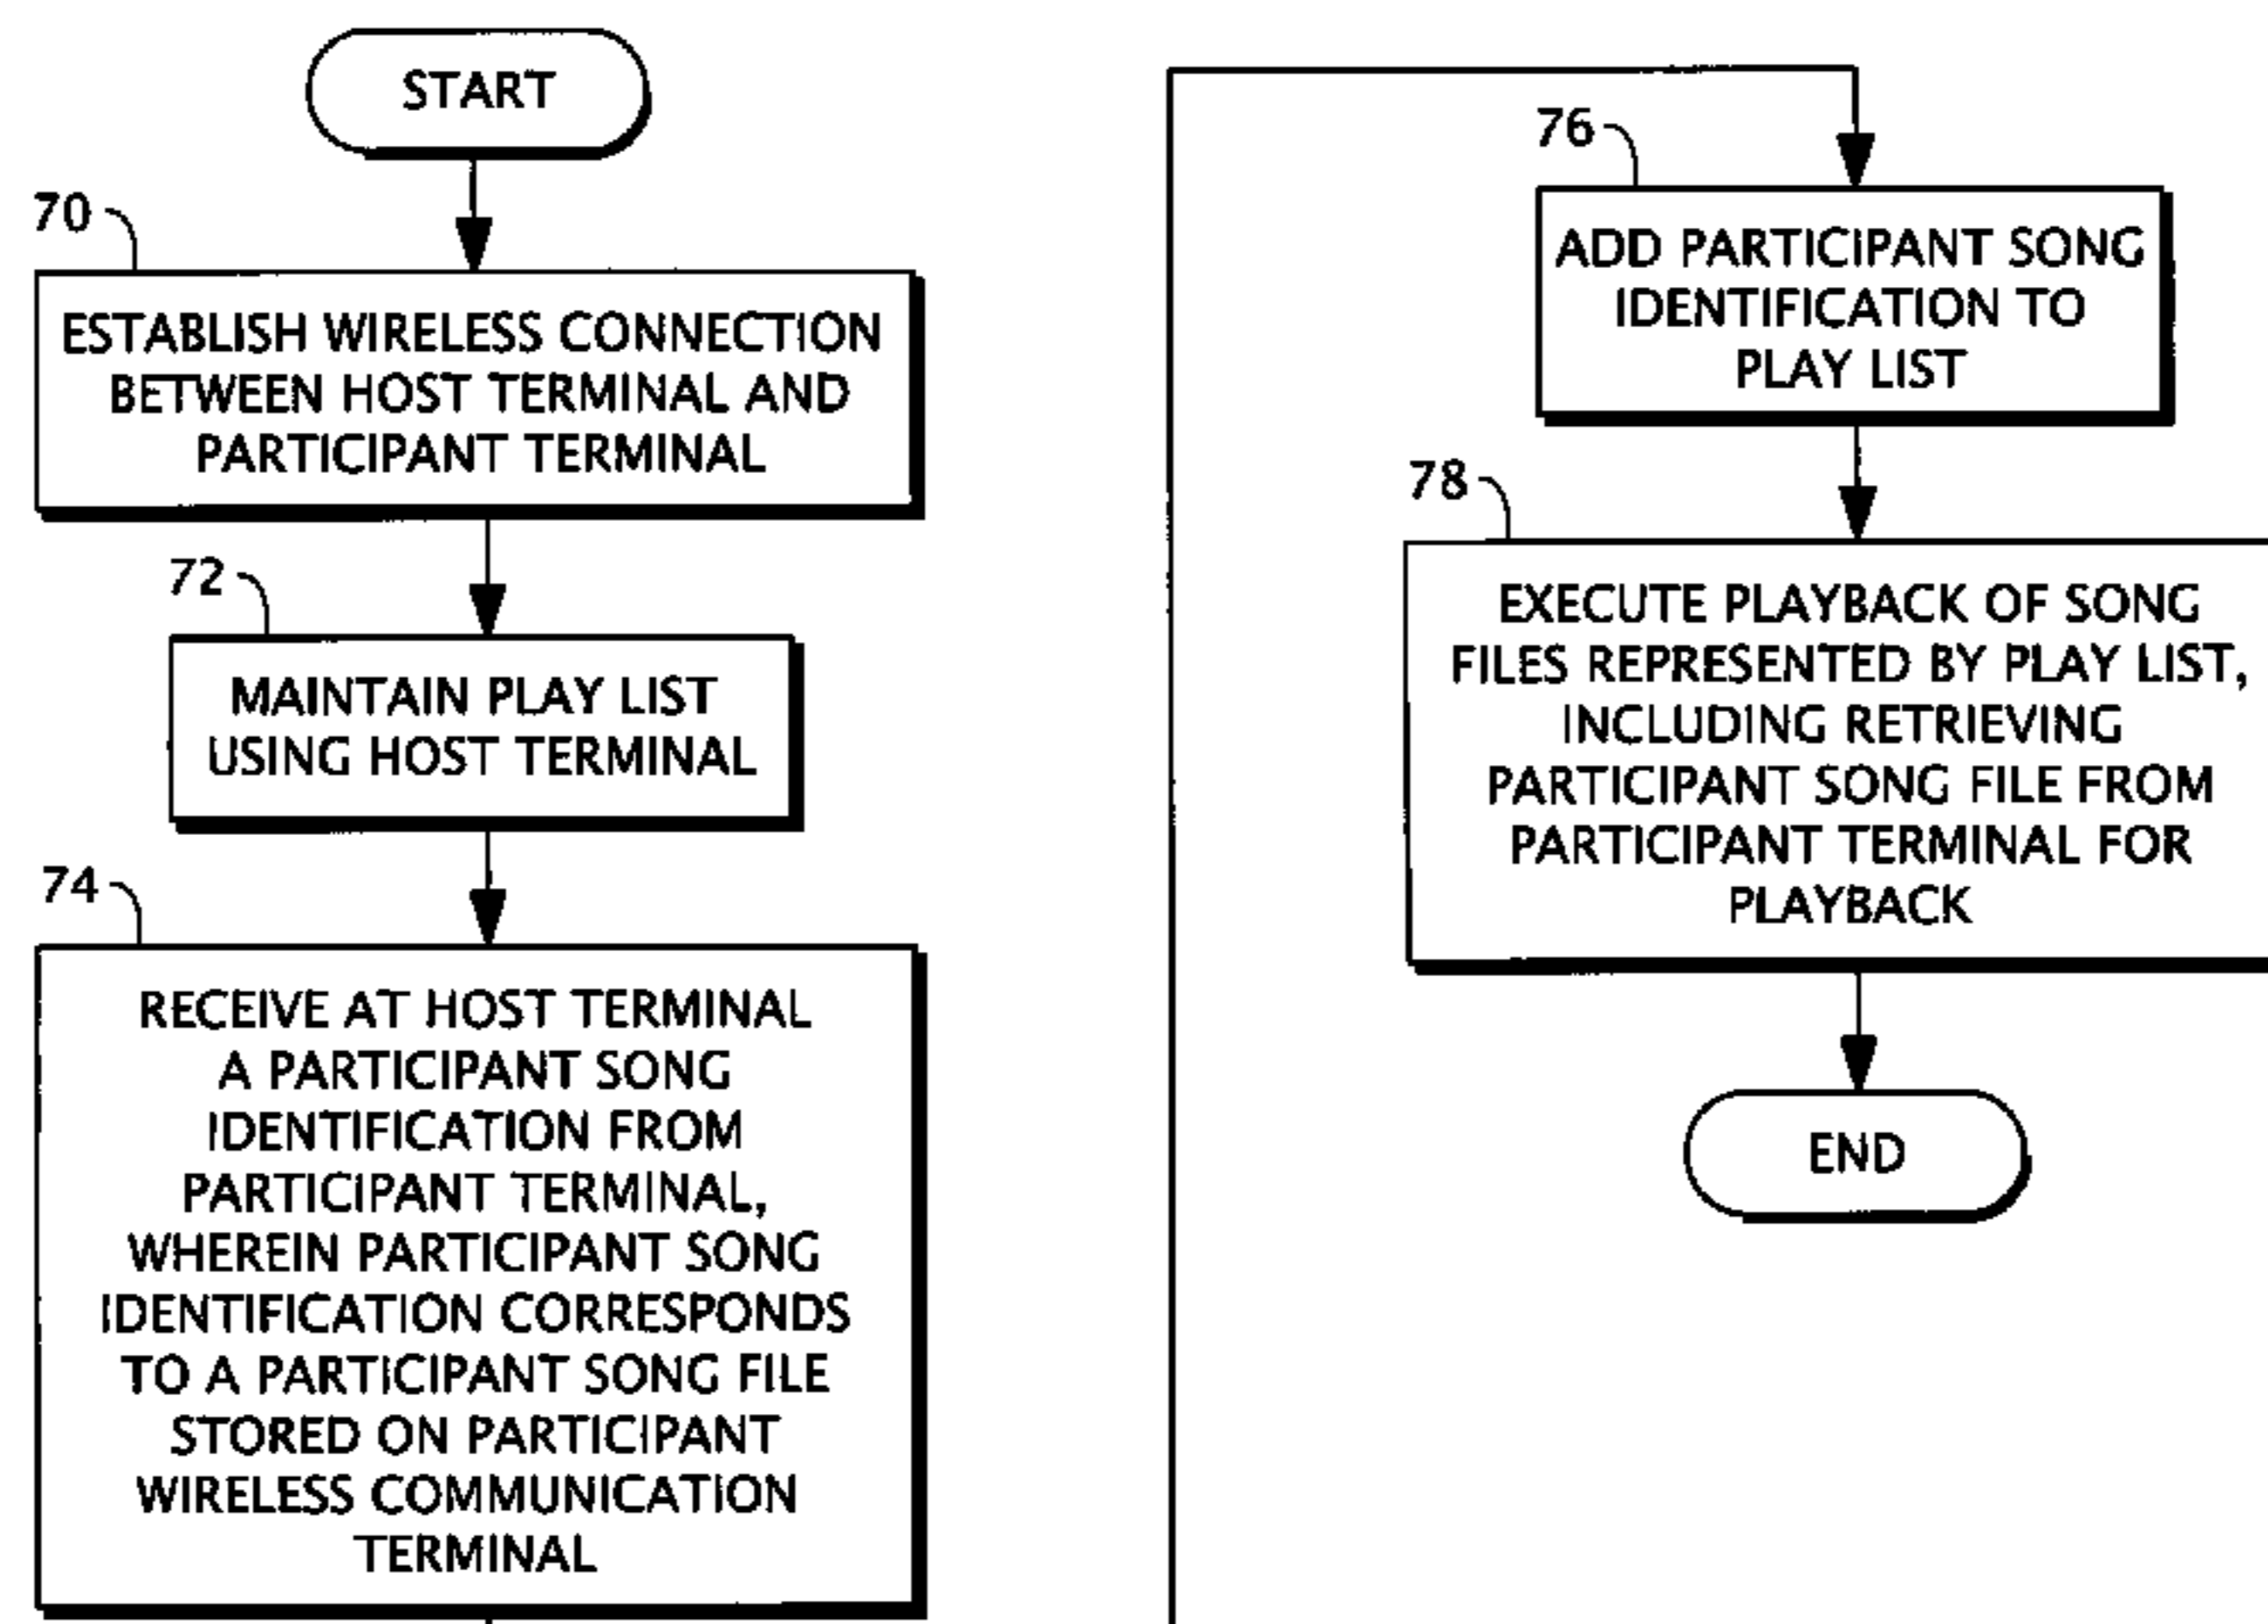 START
70
ESTABLISH WIRELESS CONNECTION
BETWEEN HOST TERMINAL AND
PARTICIPANT TERMINAL
72
MAINTAIN PLAY LIST
USING HOST TERMINAL
74
RECEIVE AT HOST TERMINAL
A PARTICIPANT SONG
IDENTIFICATION FROM
PARTICIPANT TERMINAL,
WHEREIN PARTICIPANT SONG
IDENTIFICATION CORRESPONDS
TO A PARTICIPANT SONG FILE
STORED ON PARTICIPANT
WIRELESS COMMUNICATION
TERMINAL
76
ADD PARTICIPANT SONG
IDENTIFICATION TO
PLAY LIST
78
EXECUTE PLAYBACK OF SONG
FILES REPRESENTED BY PLAY LIST,
INCLUDING RETRIEVING
PARTICIPANT SONG FILE FROM
PARTICIPANT TERMINAL FOR
PLAYBACK
END